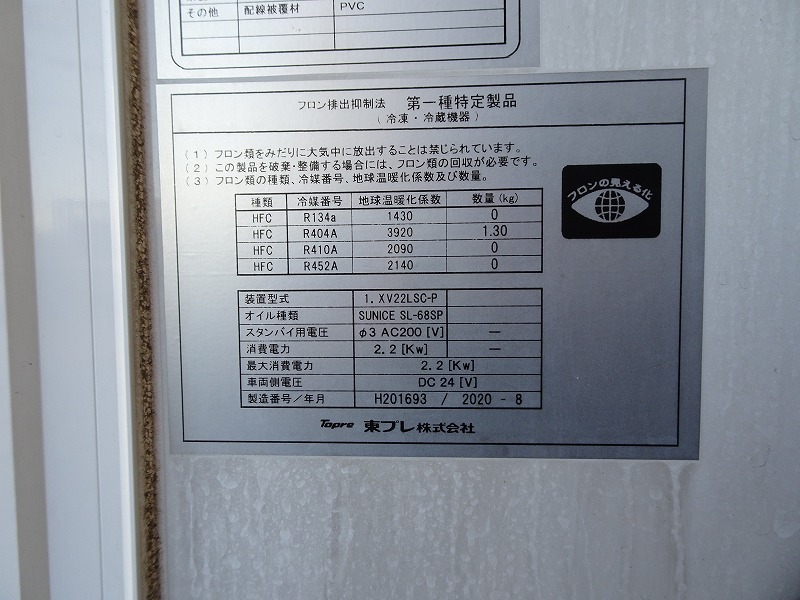 その他 配線被覆材 PVC
フロン排出抑制法 第一種特定製品
(冷凍・冷蔵機器)
(1) フロン類をみだりに大気中に放出することは禁じられています。
(2) この製品を破棄・整備する場合には、フロン類の回収が必要です。
(3) フロン類の種類、冷媒番号、地球温暖化係数及び数量。
フロンの見える化
種類 冷媒番号 地球温暖化係数 数量(kg)
HFC R134a 1430 0
HFC R404A 3920 1.30
HFC R410A 2090 0
HFC R452A 2140 0
装置型式 1. XV22LSC-P
オイル種類 SUNICE SL-68SP
スタンバイ用電圧 φ3 AC200 [V] —
消費電力 2.2 [Kw] —
最大消費電力 2.2 [Kw]
車両側電圧 DC 24 [V]
製造番号/年月 H201693 / 2020 - 8
Topre 東プレ株式会社